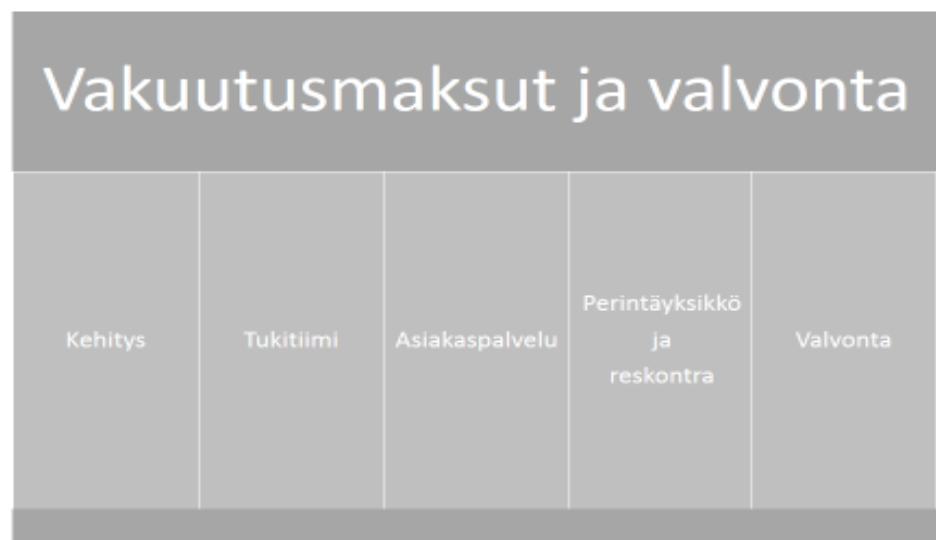 Vakuutusmaksut ja valvonta
Kehitys
Tukitiimi
Asiakaspalvelu
Perintäyksikkö
ja
reskontra
Valvonta